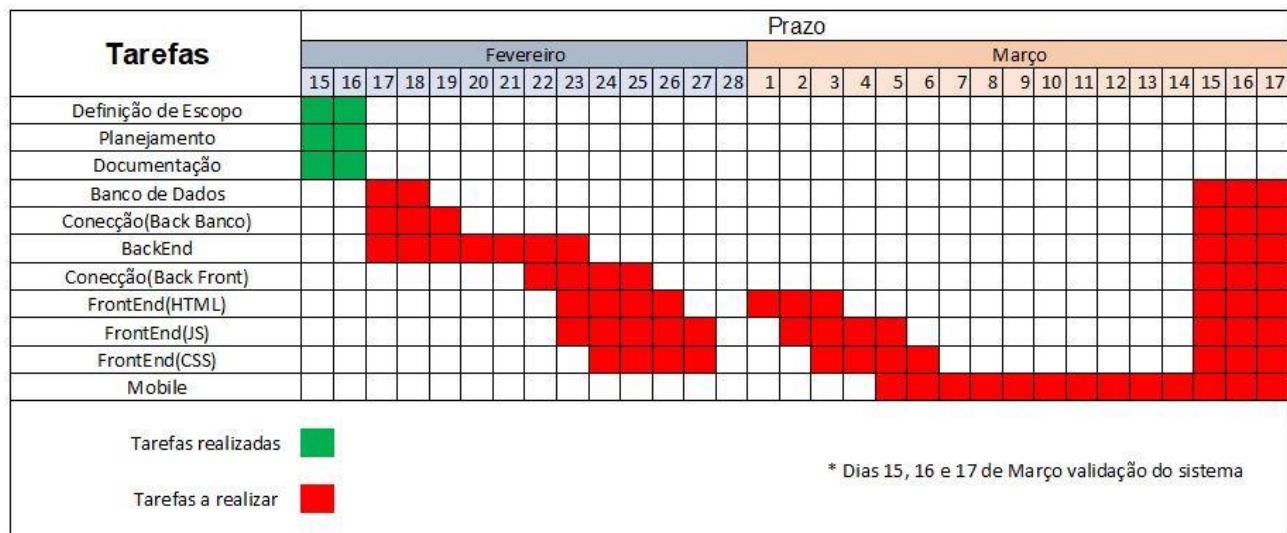 Tarefas
Prazo
Fevereiro Março
15 16 17 18 19 20 21 22 23 24 25 26 27 28 1 2 3 4 5 6 7 8 9 10 11 12 13 14 15 16 17
Definição de Escopo
Planejamento
Documentação
Banco de Dados
Conecção(Back Banco)
BackEnd
Conecção(Back Front)
FrontEnd(HTML)
FrontEnd(JS)
FrontEnd(CSS)
Mobile
Tarefas realizadas
* Dias 15, 16 e 17 de Março validação do sistema
Tarefas a realizar